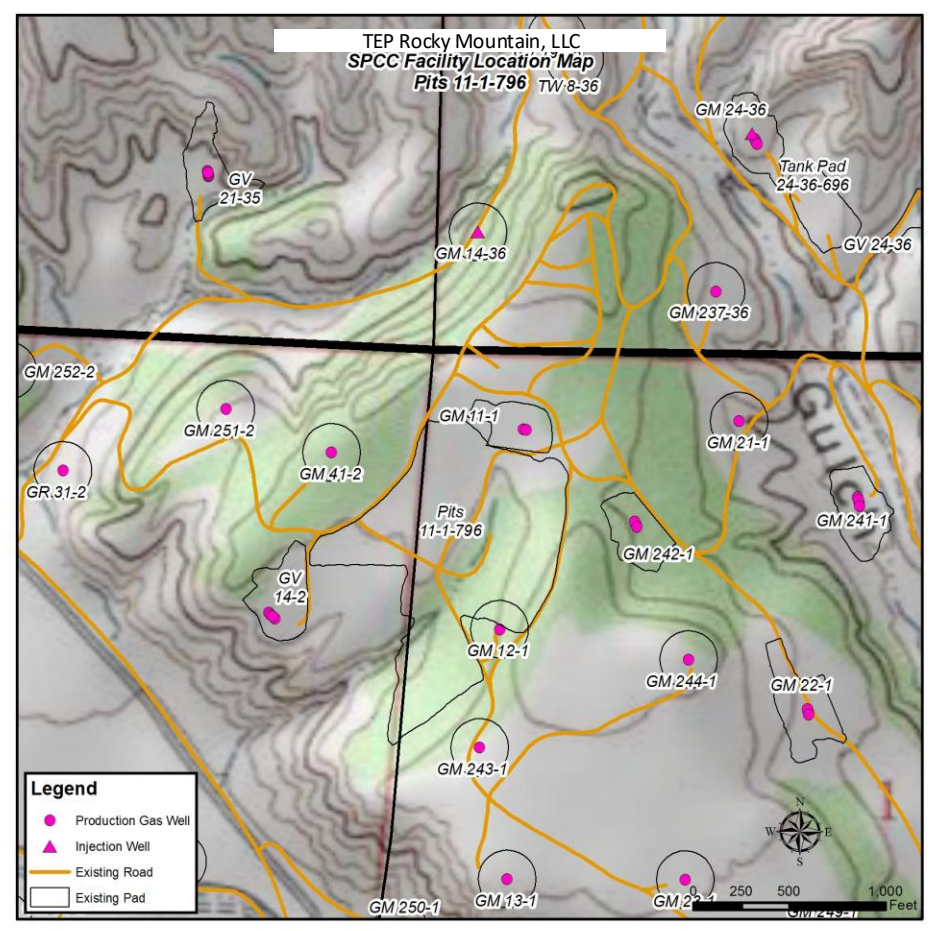 TEP Rocky Mountain, LLC
SPCC Facility Location Map
Pits 11-1-796
TW 8-36
GM 24-36
Tank Pad
24-36-696
GV
21-35
GM 14-36
GV 24-36
GM 237-36
GM 252-2
GM 251-2
GM 11-1
GM 21-1
Gulch
GM 41-2
GR 31-2
Pits
11-1-796
GM 241-1
GM 242-1
GV
14-2
GM 12-1
GM 244-1
GM 22-1
GM 243-1
1
Legend
Production Gas Well
Injection Well
Existing Road
Existing Pad
N
W E
S
GM 250-1
GM 13-1
0 250 500 1,000
Feet
GM 249-1